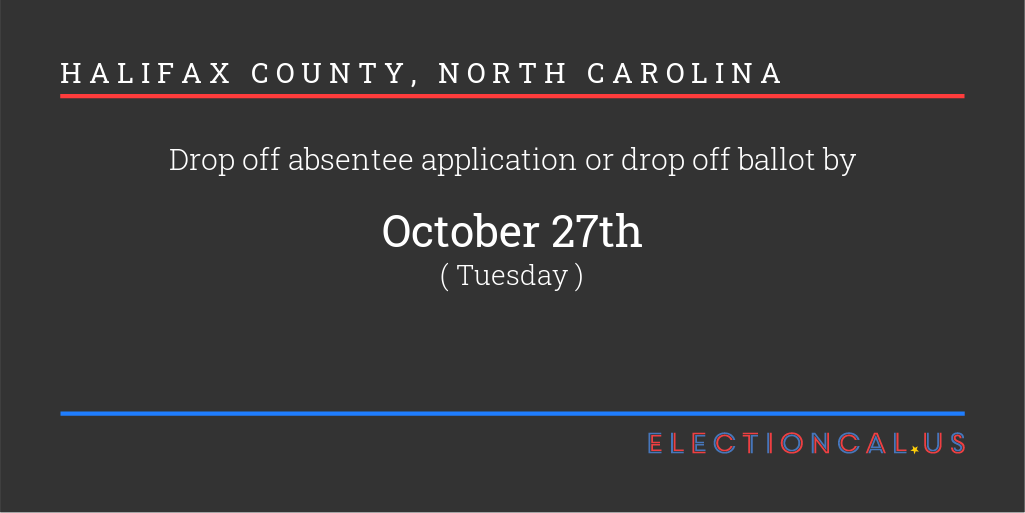 HALIFAX COUNTY, NORTH CAROLINA
Drop off absentee application or drop off ballot by
October 27th
( Tuesday )
ELECTIONCAL.US